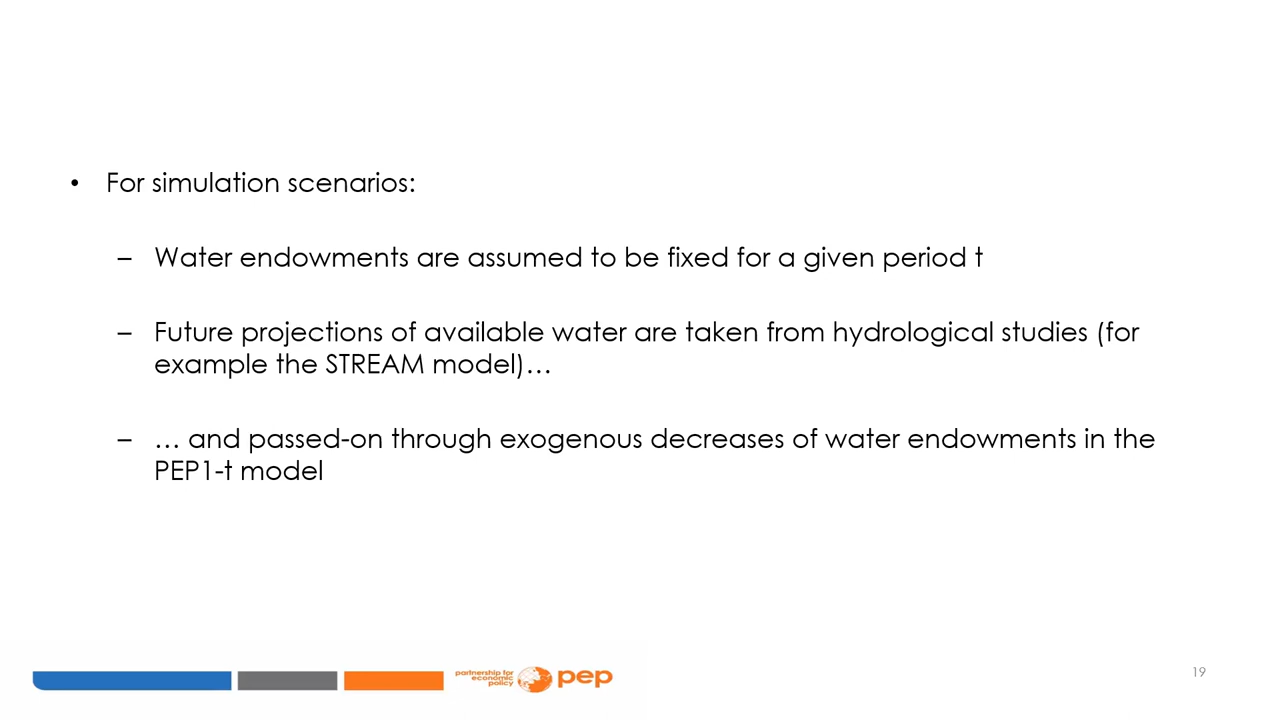 • For simulation scenarios:
– Water endowments are assumed to be fixed for a given period t
– Future projections of available water are taken from hydrological studies (for
example the STREAM model)…
– … and passed-on through exogenous decreases of water endowments in the
PEP1-t model
partnership for
economic
policy
pep
19